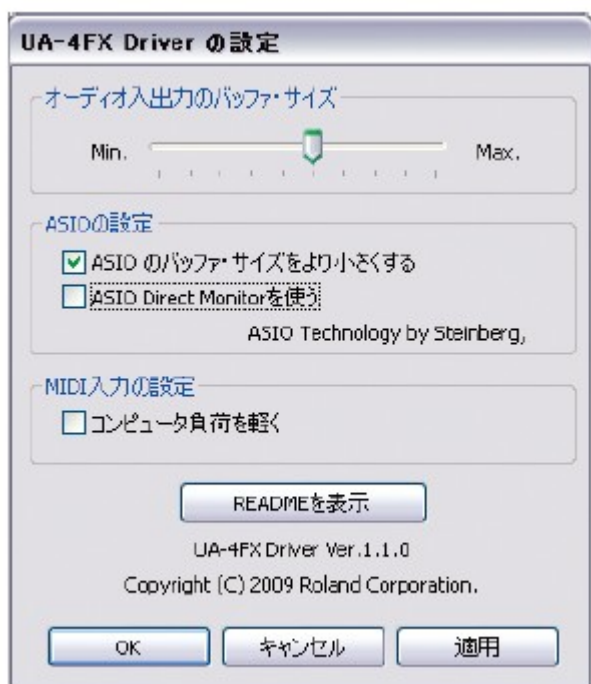 UA-4FX Driver の設定
オーディオ入出力のバッファ・サイズ
Min. Max.
ASIOの設定
ASIO のバッファ・サイズをより小さくする
ASIO Direct Monitorを使う
ASIO Technology by Steinberg,
MIDI入力の設定
コンピュータ負荷を軽く
READMEを表示
UA-4FX Driver Ver.1.1.0
Copyright (C) 2009 Roland Corporation.
OK キャンセル 適用